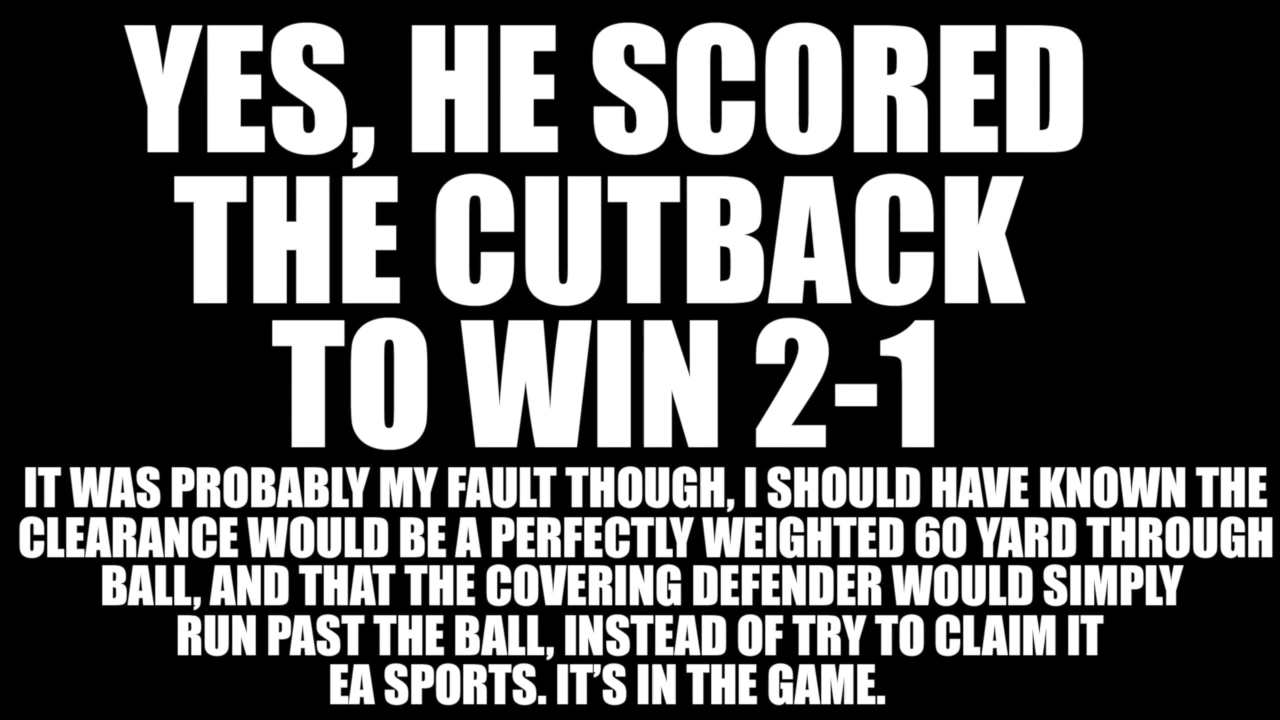 YES, HE SCORED
THE CUTBACK
TO WIN 2-1
IT WAS PROBABLY MY FAULT THOUGH, I SHOULD HAVE KNOWN THE
CLEARANCE WOULD BE A PERFECTLY WEIGHTED 60 YARD THROUGH
BALL, AND THAT THE COVERING DEFENDER WOULD SIMPLY
RUN PAST THE BALL, INSTEAD OF TRY TO CLAIM IT
EA SPORTS. IT’S IN THE GAME.